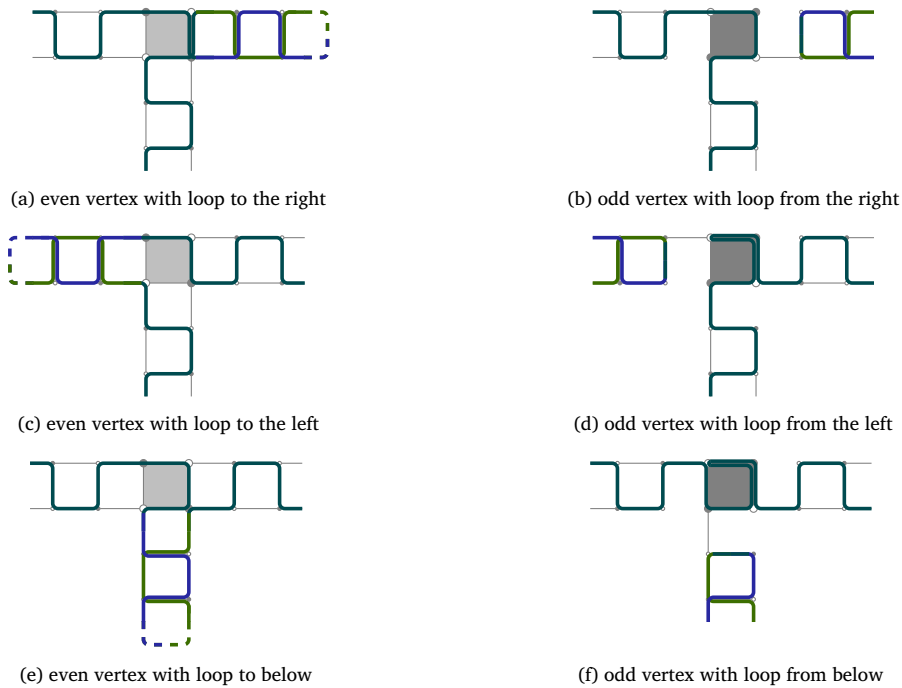 (a) even vertex with loop to the right
(b) odd vertex with loop from the right
(c) even vertex with loop to the left
(d) odd vertex with loop from the left
(e) even vertex with loop to below
(f) odd vertex with loop from below